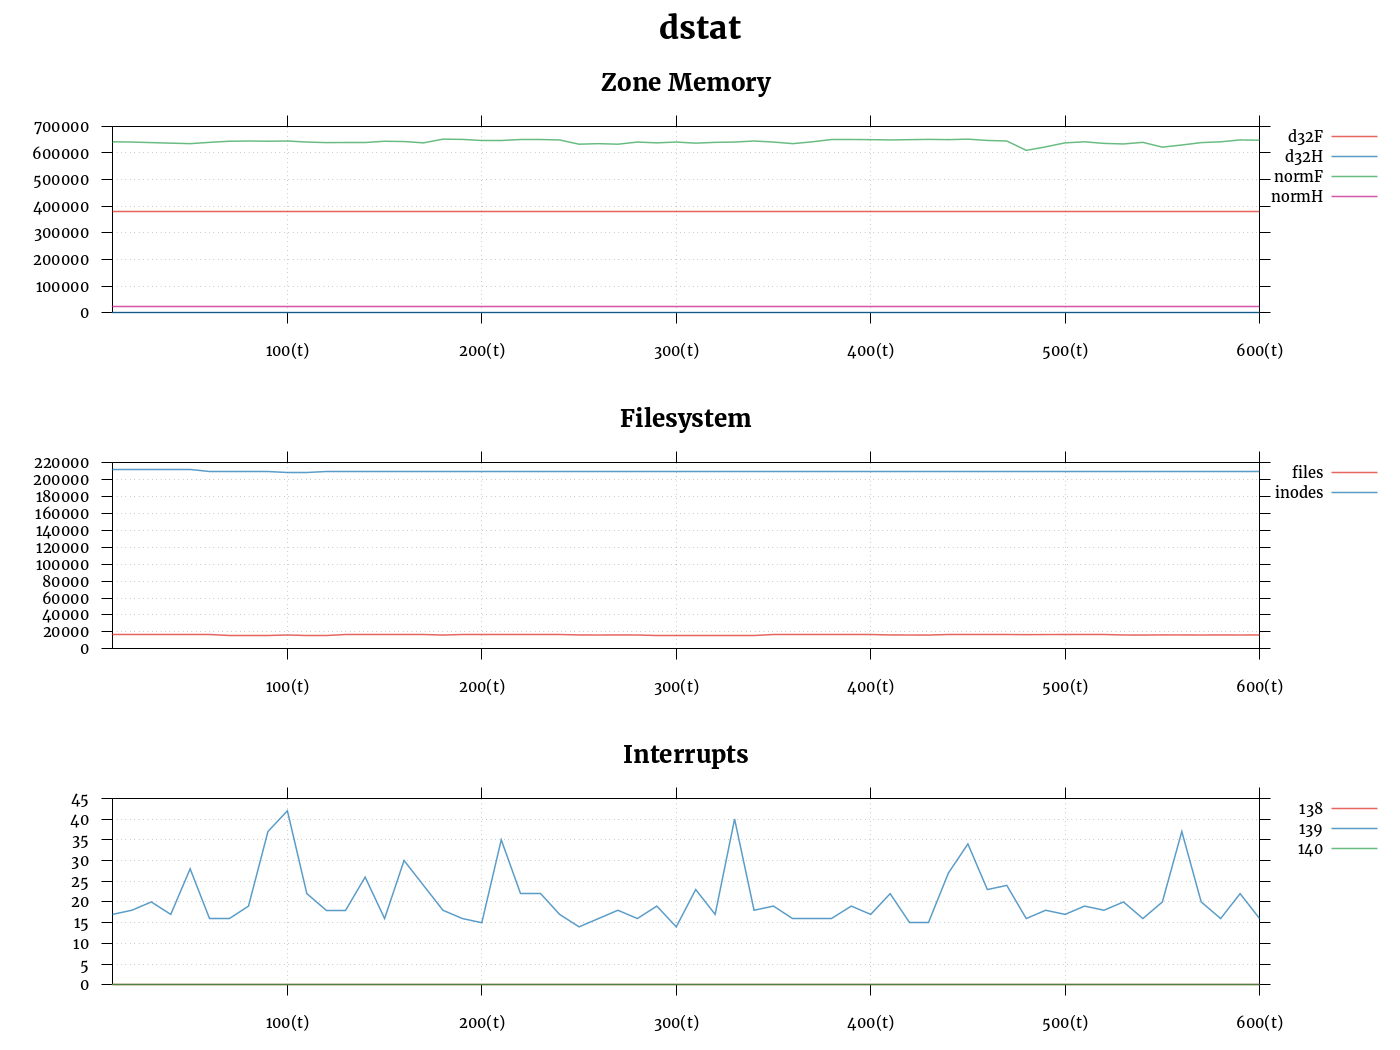 dstat
Zone Memory
700000
600000
500000
400000
300000
200000
100000
0
100(t) 200(t) 300(t) 400(t) 500(t) 600(t)
d32F
d32H
normF
normH
Filesystem
220000
200000
180000
160000
140000
120000
100000
80000
60000
40000
20000
0
100(t) 200(t) 300(t) 400(t) 500(t) 600(t)
files
inodes
Interrupts
45
40
35
30
25
20
15
10
5
0
100(t) 200(t) 300(t) 400(t) 500(t) 600(t)
138
139
140